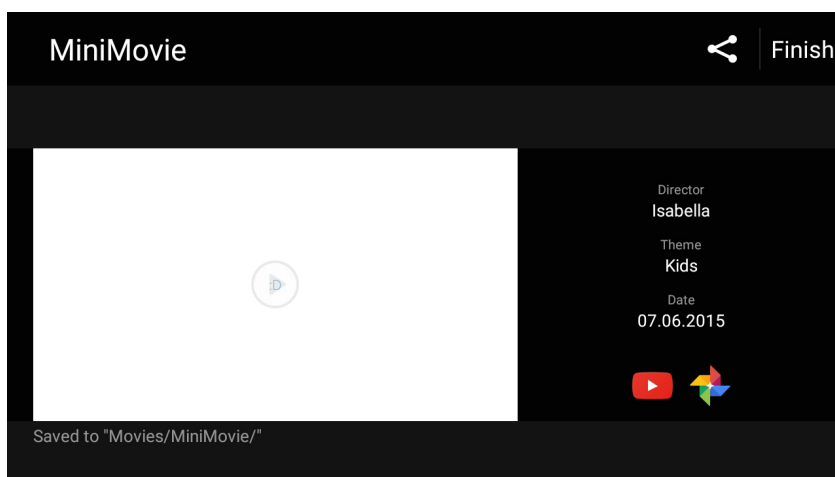 MiniMovie
Finish
Director
Isabella
Theme
Kids
Date
07.06.2015
Saved to "Movies/MiniMovie/"